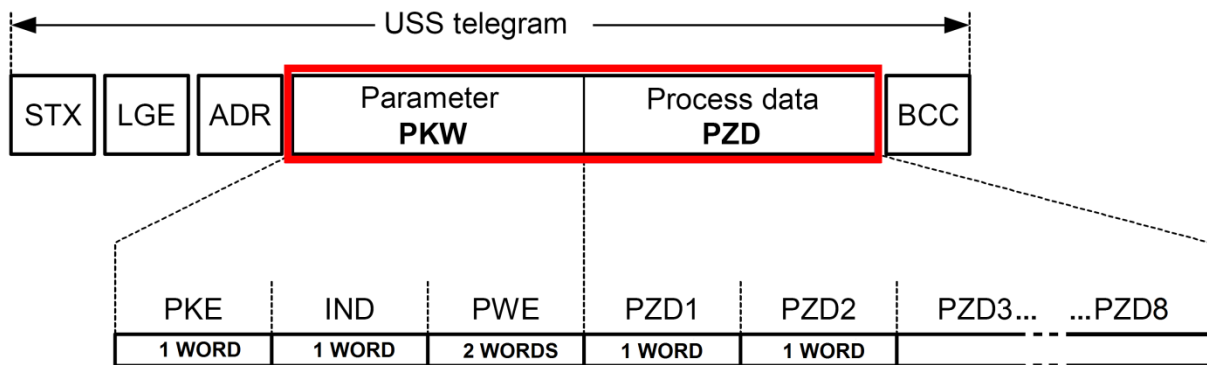 USS telegram
STX LGE ADR Parameter PKW Process data PZD BCC
PKE IND PWE PZD1 PZD2 PZD3... ...PZD8
1 WORD 1 WORD 2 WORDS 1 WORD 1 WORD